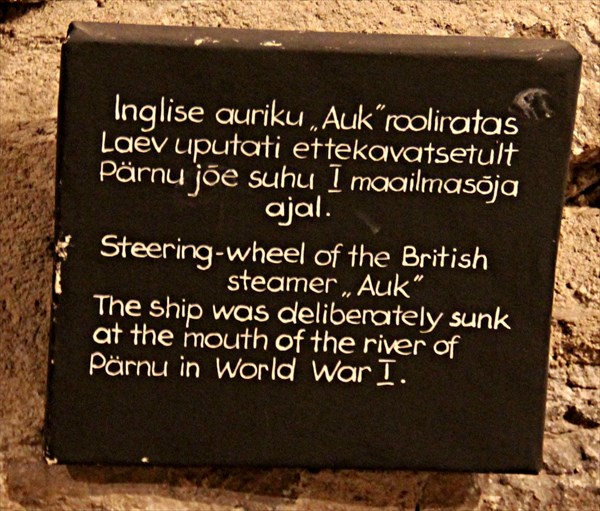 Inglise auriku „Auk” rooliratas
Laev uputati ettekavatsetult
Pärnu jõe suhu I maailmasõja
ajal.
Steering-wheel of the British
steamer „Auk”
The ship was deliberately sunk
at the mouth of the river of
Pärnu in World War I.